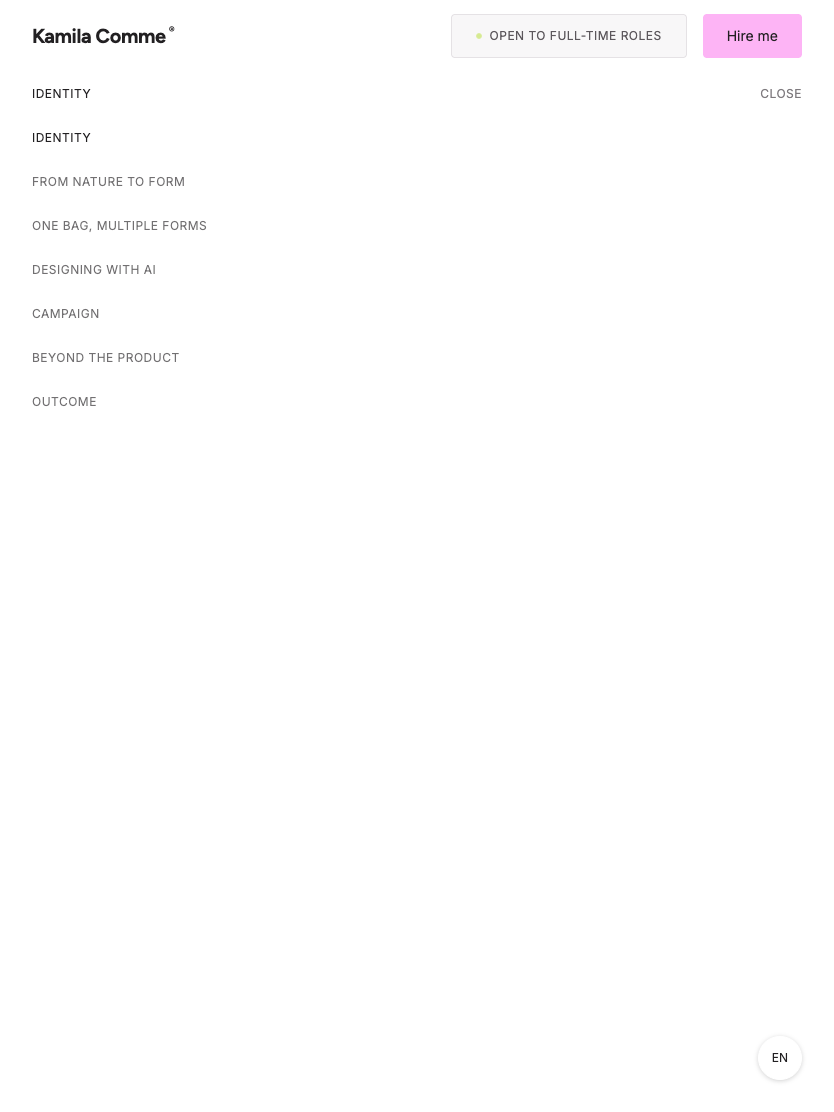 Kamila Comme®
OPEN TO FULL-TIME ROLES
Hire me
IDENTITY
CLOSE
IDENTITY
FROM NATURE TO FORM
ONE BAG, MULTIPLE FORMS
DESIGNING WITH AI
CAMPAIGN
BEYOND THE PRODUCT
OUTCOME
EN